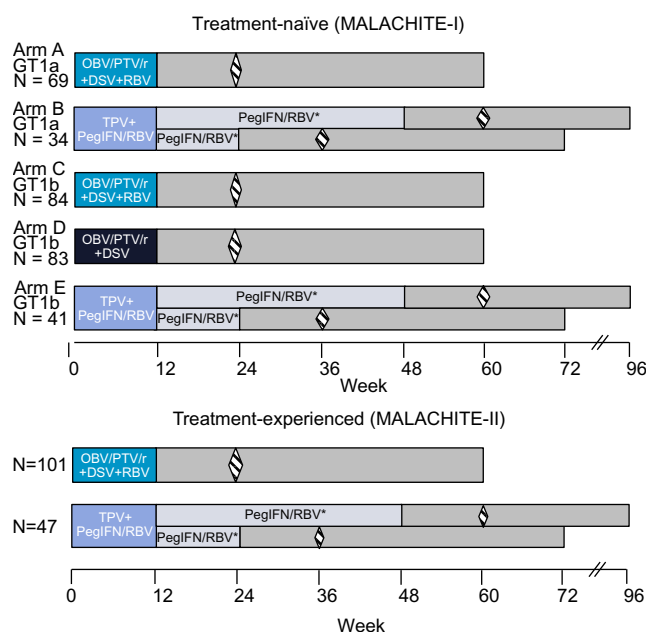 Treatment-naïve (MALACHITE-I)
Arm A
GT1a
N = 69
OBV/PTV/r
+DSV+RBV
Arm B
GT1a
N = 34
TPV+
PegIFN/RBV
PegIFN/RBV*
PegIFN/RBV*
Arm C
GT1b
N = 84
OBV/PTV/r
+DSV+RBV
Arm D
GT1b
N = 83
OBV/PTV/r
+DSV
Arm E
GT1b
N = 41
TPV+
PegIFN/RBV
PegIFN/RBV*
PegIFN/RBV*
0 12 24 36 48 60 72 96
Week
Treatment-experienced (MALACHITE-II)
N=101
OBV/PTV/r
+DSV+RBV
N=47
TPV+
PegIFN/RBV
PegIFN/RBV*
PegIFN/RBV*
0 12 24 36 48 60 72 96
Week